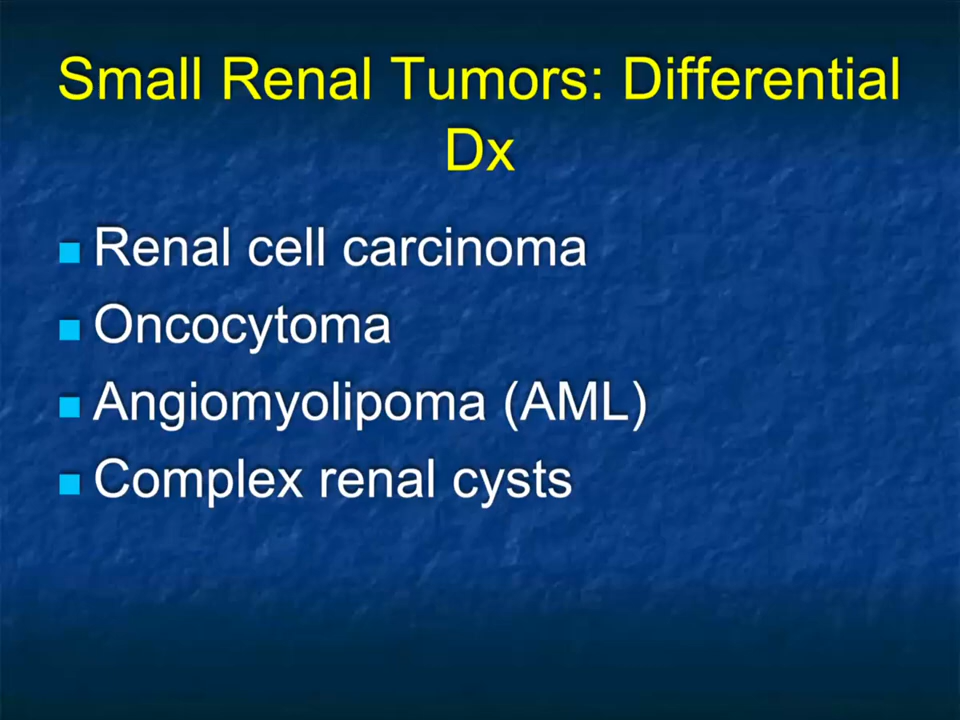 Small Renal Tumors: Differential
Dx
Renal cell carcinoma
Oncocytoma
Angiomyolipoma (AML)
Complex renal cysts